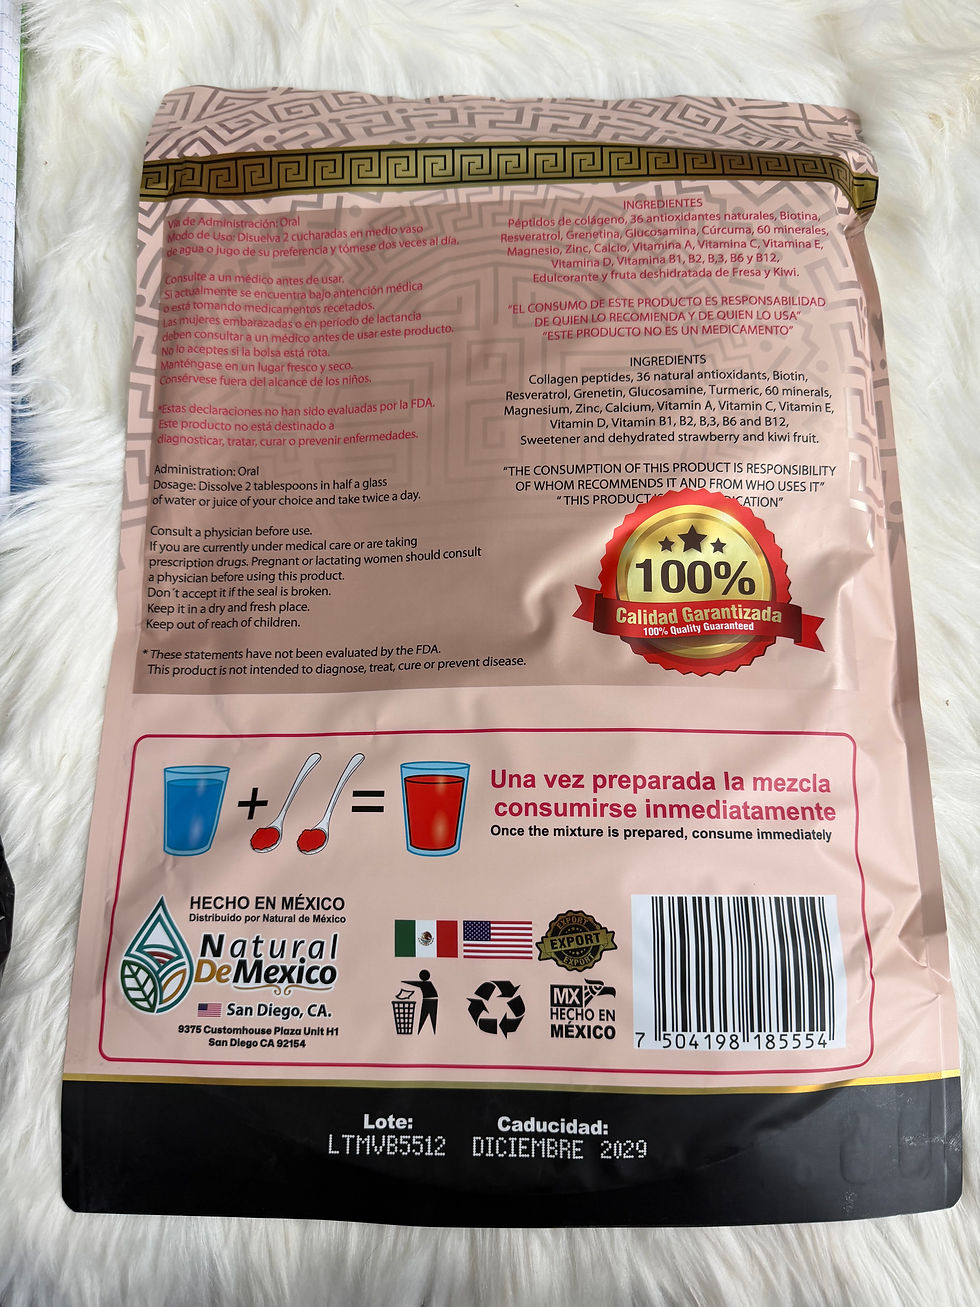 Vía de Administración: Oral
Modo de Uso: Disuelva 2 cucharadas en medio vaso
de agua o jugo de su preferencia y tómese dos veces al día.
Consulte a un médico antes de usar.
Si actualmente se encuentra bajo antención médica
o está tomando medicamentos recetados.
Las mujeres embarazadas o en período de lactancia
deben consultar a un médico antes de usar este producto.
No lo aceptes si la bolsa está rota.
Manténgase en un lugar fresco y seco.
Consérvese fuera del alcance de los niños.
*Estas declaraciones no han sido evaluadas por la FDA.
Este producto no está destinado a
diagnosticar, tratar, curar o prevenir enfermedades.
Administration: Oral
Dosage: Dissolve 2 tablespoons in half a glass
of water or juice of your choice and take twice a day.
Consult a physician before use.
If you are currently under medical care or are taking
prescription drugs. Pregnant or lactating women should consult
a physician before using this product.
Don´t accept it if the seal is broken.
Keep it in a dry and fresh place.
Keep out of reach of children.
* These statements have not been evaluated by the FDA.
This product is not intended to diagnose, treat, cure or prevent disease.
INGREDIENTES
Péptidos de colágeno, 36 antioxidantes naturales, Biotina,
Resveratrol, Grenetina, Glucosamina, Cúrcuma, 60 minerales,
Magnesio, Zinc, Calcio, Vitamina A, Vitamina C, Vitamina E,
Vitamina D, Vitamina B1, B2, B,3, B6 y B12,
Edulcorante y fruta deshidratada de Fresa y Kiwi.
“EL CONSUMO DE ESTE PRODUCTO ES RESPONSABILIDAD
DE QUIEN LO RECOMIENDA Y DE QUIEN LO USA”
“ESTE PRODUCTO NO ES UN MEDICAMENTO”
INGREDIENTS
Collagen peptides, 36 natural antioxidants, Biotin,
Resveratrol, Grenetin, Glucosamine, Turmeric, 60 minerals,
Magnesium, Zinc, Calcium, Vitamin A, Vitamin C, Vitamin E,
Vitamin D, Vitamin B1, B2, B,3, B6 and B12,
Sweetener and dehydrated strawberry and kiwi fruit.
“THE CONSUMPTION OF THIS PRODUCT IS RESPONSIBILITY
OF WHOM RECOMMENDS IT AND FROM WHO USES IT”
“ THIS PRODUCT
100%
Calidad Garantizada
100% Quality Guaranteed
+ =
Una vez preparada la mezcla
consumirse inmediatamente
Once the mixture is prepared, consume immediately
HECHO EN MÉXICO
Distribuido por Natural de México
Natural
De Mexico
San Diego, CA.
9375 Customhouse Plaza Unit H1
San Diego CA 92154
EXPORT
EXPORT
EXPORT
MX
HECHO EN
MÉXICO
7 504198 185554
Lote: Caducidad:
LTMVB5512 DICIEMBRE 2029